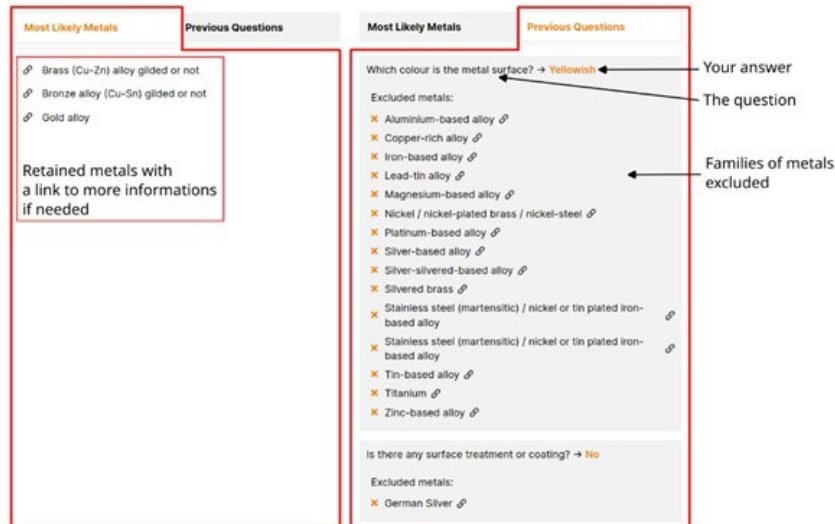 Most Likely Metals
Previous Questions
Brass (Cu-Zn) alloy gilded or not
Bronze alloy (Cu-Sn) gilded or not
Gold alloy
Retained metals with
a link to more informations
if needed
Most Likely Metals
Previous Questions
Which colour is the metal surface? → Yellowish
Excluded metals:
Aluminium-based alloy
Copper-rich alloy
Iron-based alloy
Lead-tin alloy
Magnesium-based alloy
Nickel / nickel-plated brass / nickel-steel
Platinum-based alloy
Silver-based alloy
Silver-silvered-based alloy
Silvered brass
Stainless steel (martensitic) / nickel or tin plated iron-
based alloy
Stainless steel (martensitic) / nickel or tin plated iron-
based alloy
Tin-based alloy
Titanium
Zinc-based alloy
Is there any surface treatment or coating? → No
Excluded metals:
German Silver
Your answer
The question
Families of metals
excluded